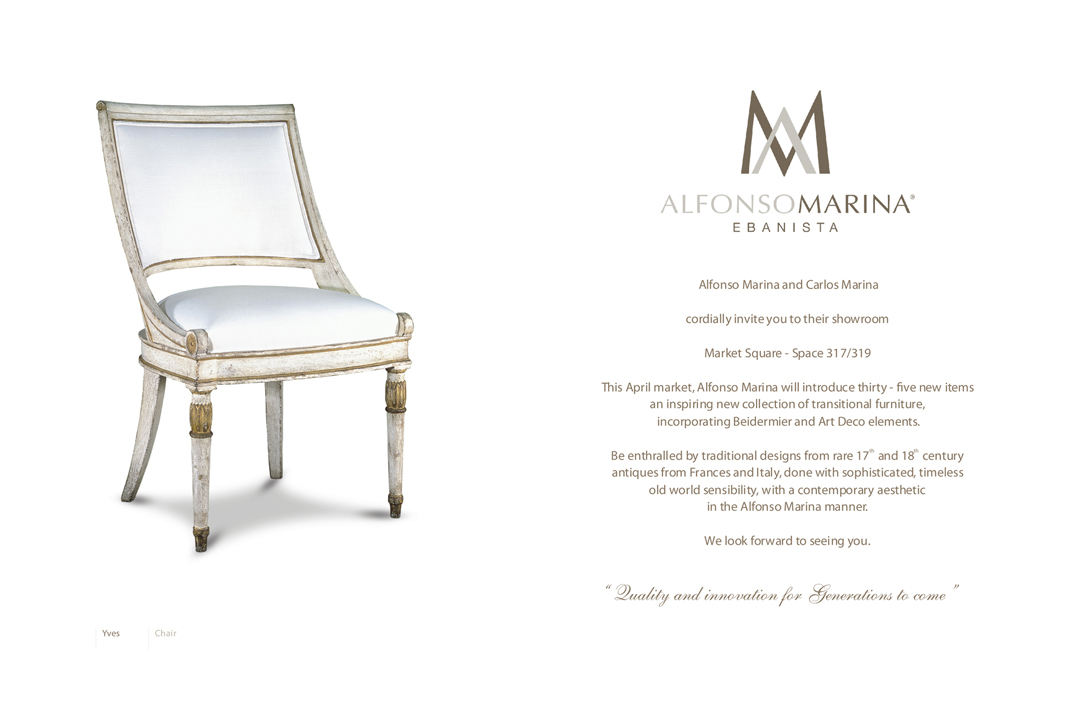 ALFONSOMARINA®
EBANISTA
Alfonso Marina and Carlos Marina
cordially invite you to their showroom
Market Square - Space 317/319
This April market, Alfonso Marina will introduce thirty - five new items
an inspiring new collection of transitional furniture,
incorporating Beidermier and Art Deco elements.
Be enthralled by traditional designs from rare 17th and 18th century
antiques from Frances and Italy, done with sophisticated, timeless
old world sensibility, with a contemporary aesthetic
in the Alfonso Marina manner.
We look forward to seeing you.
“ Quality and innovation for Generations to come ”
Yves Chair